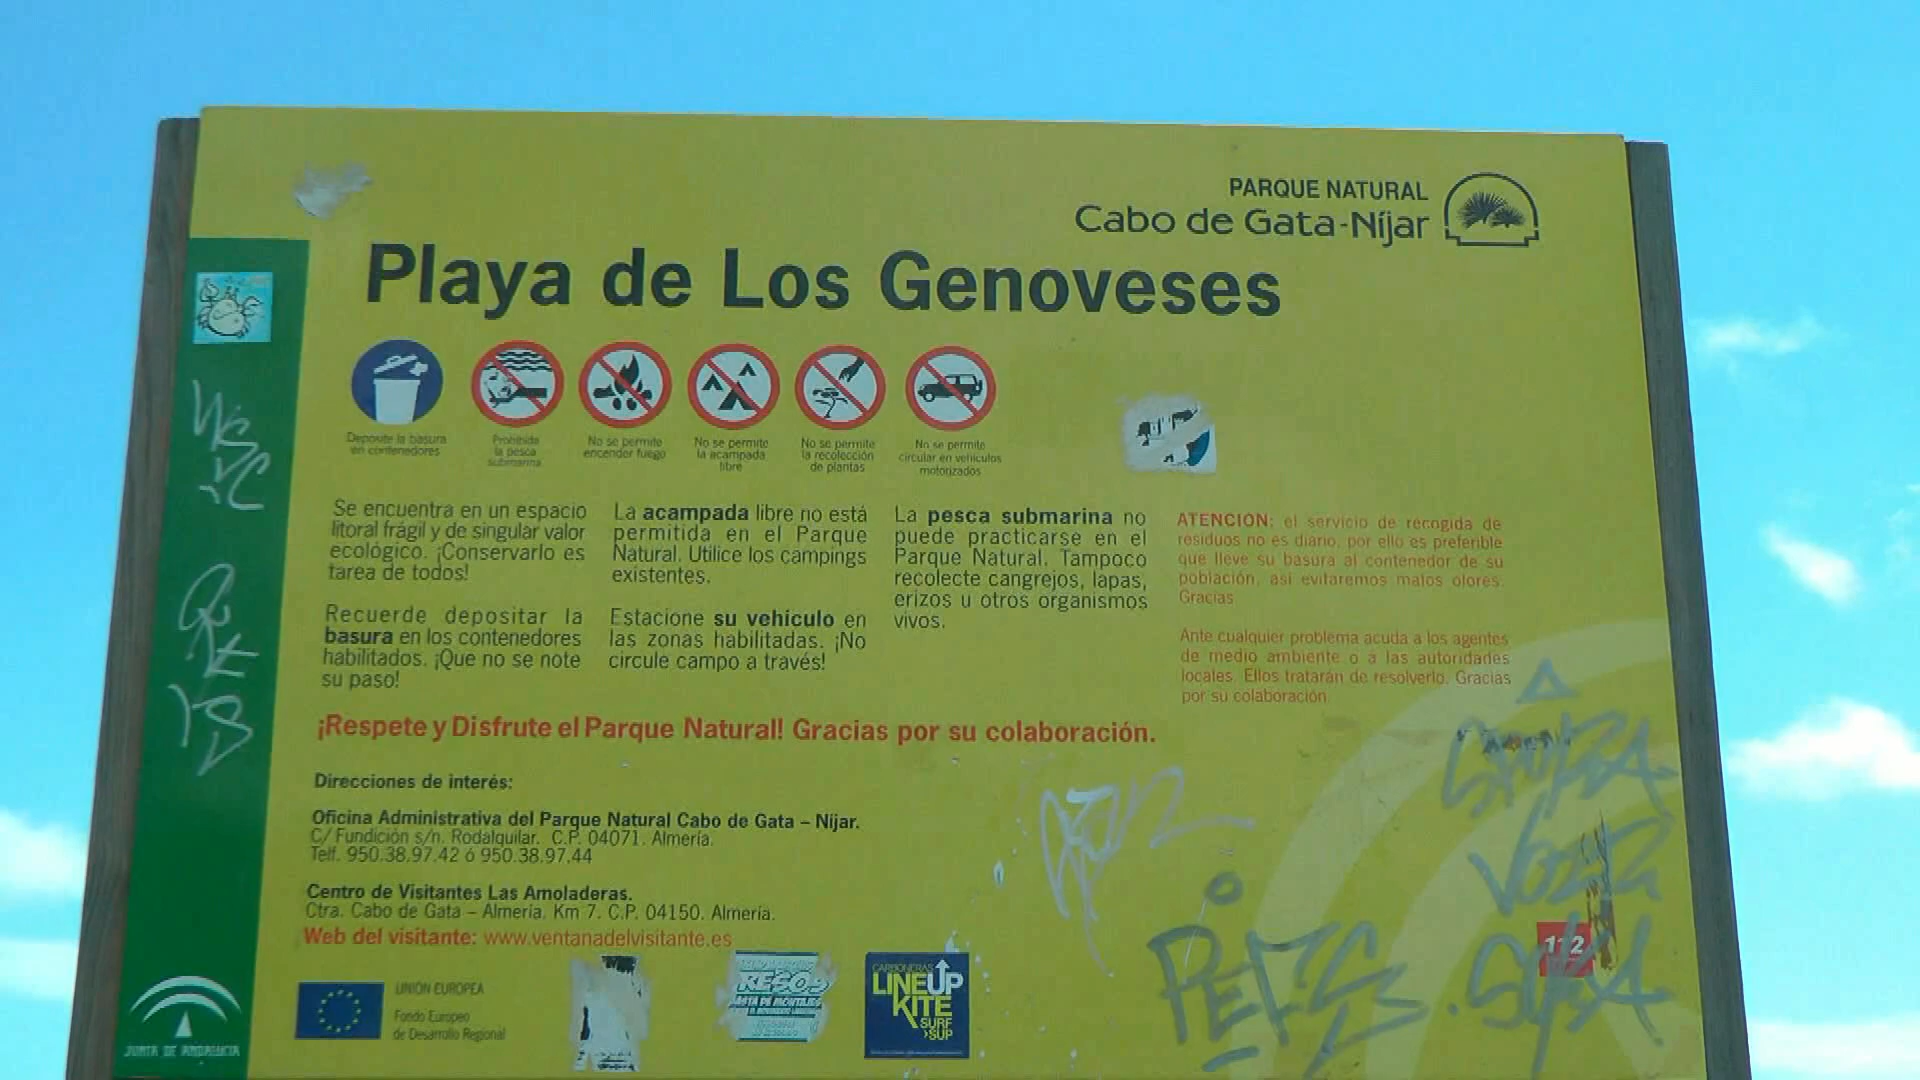 PARQUE NATURAL
Cabo de Gata-Níjar
Playa de Los Genoveses
Deposite la basura
en contenedores
Prohibida
la pesca
submarina
No se permite
encender fuego
No se permite
la acampada
libre
No se permite
la recolección
de plantas
No se permite
circular en vehículos
motorizados
Se encuentra en un espacio
litoral frágil y de singular valor
ecológico. ¡Conservarlo es
tarea de todos!
Recuerde depositar la
basura en los contenedores
habilitados. ¡Que no se note
su paso!
La acampada libre no está
permitida en el Parque
Natural. Utilice los campings
existentes.
Estacione su vehículo en
las zonas habilitadas. ¡No
circule campo a través!
La pesca submarina no
puede practicarse en el
Parque Natural. Tampoco
recolecte cangrejos, lapas,
erizos u otros organismos
vivos.
ATENCION: el servicio de recogida de
residuos no es diario, por ello es preferible
que lleve su basura al contenedor de su
población, así evitaremos malos olores.
Gracias
Ante cualquier problema acuda a los agentes
de medio ambiente o a las autoridades
locales. Ellos tratarán de resolverlo. Gracias
por su colaboración.
¡Respete y Disfrute el Parque Natural! Gracias por su colaboración.
Direcciones de interés:
Oficina Administrativa del Parque Natural Cabo de Gata – Níjar.
C/ Fundición s/n. Rodalquilar. C.P. 04071. Almería.
Telf. 950.38.97.42 ó 950.38.97.44
Centro de Visitantes Las Amoladeras.
Ctra. Cabo de Gata – Almería. Km 7. C.P. 04150. Almería.
Web del visitante: www.ventanadelvisitante.es
UNIÓN EUROPEA
Fondo Europeo
de Desarrollo Regional
JUNTA DE ANDALUCIA
CARBONERAS
LINEUP
KITE
SURF
SUP
112